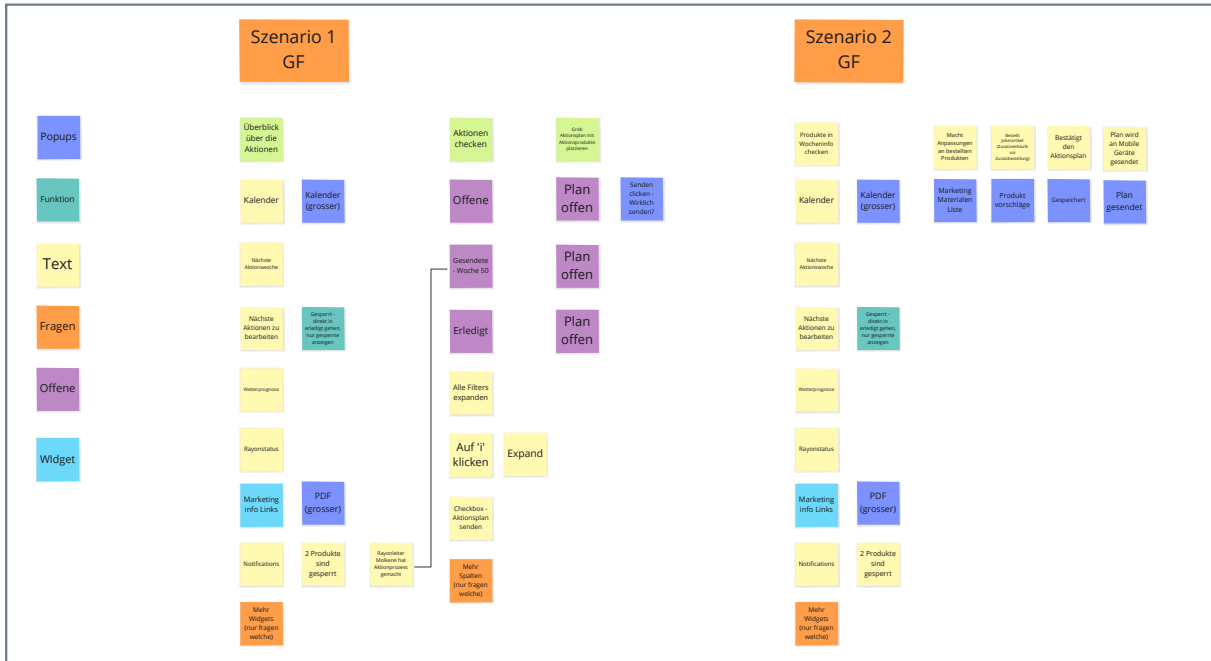 Szenario 1
GF
Szenario 2
GF
Popups
Funktion
Text
Fragen
Offene
WIdget
Überblick
über die
Aktionen
Kalender
Kalender
(grosser)
Nächste
Aktionswoche
Nächste
Aktionen zu
bearbeiten
Gesperrt -
direkt in
erledigt gehen,
nur gesperrte
anzeigen
Wetterprognose
Rayonstatus
Marketing
info Links
PDF
(grosser)
Notifications
2 Produkte
sind
gesperrt
Rayonleiter
Molkerei hat
Aktionprozess
gemacht
Mehr
Widgets
(nur fragen
welche)
Aktionen
checken
Grob
Aktionsplan mit
Aktionsprodukte
platzieren
Offene
Plan
offen
Senden
clicken -
Wirklich
senden?
Gesendete
- Woche 50
Plan
offen
Erledigt
Plan
offen
Alle Filters
expanden
Auf 'i'
klicken
Expand
Checkbox -
Aktionsplan
senden
Mehr
Spalten
(nur fragen
welche)
Produkte in
Wocheninfo
checken
Macht
Anpassungen
an bestellten
Produkten
Bestellt
Jokerartikel
(Zusatzverkäufe
via
Zusatzbestellung)
Bestätigt
den
Aktionsplan
Plan wird
an Mobile
Geräte
gesendet
Kalender
Kalender
(grosser)
Marketing
Materialen
Liste
Produkt
vorschläge
Gespeichert
Plan
gesendet
Nächste
Aktionswoche
Nächste
Aktionen zu
bearbeiten
Gesperrt -
direkt in
erledigt gehen,
nur gesperrte
anzeigen
Wetterprognose
Rayonstatus
Marketing
info Links
PDF
(grosser)
Notifications
2 Produkte
sind
gesperrt
Mehr
Widgets
(nur fragen
welche)